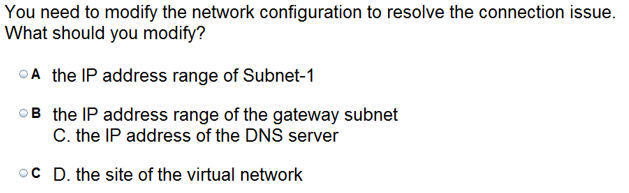 You need to modify the network configuration to resolve the connection issue.
What should you modify?
A the IP address range of Subnet-1
B the IP address range of the gateway subnet
C. the IP address of the DNS server
C D. the site of the virtual network